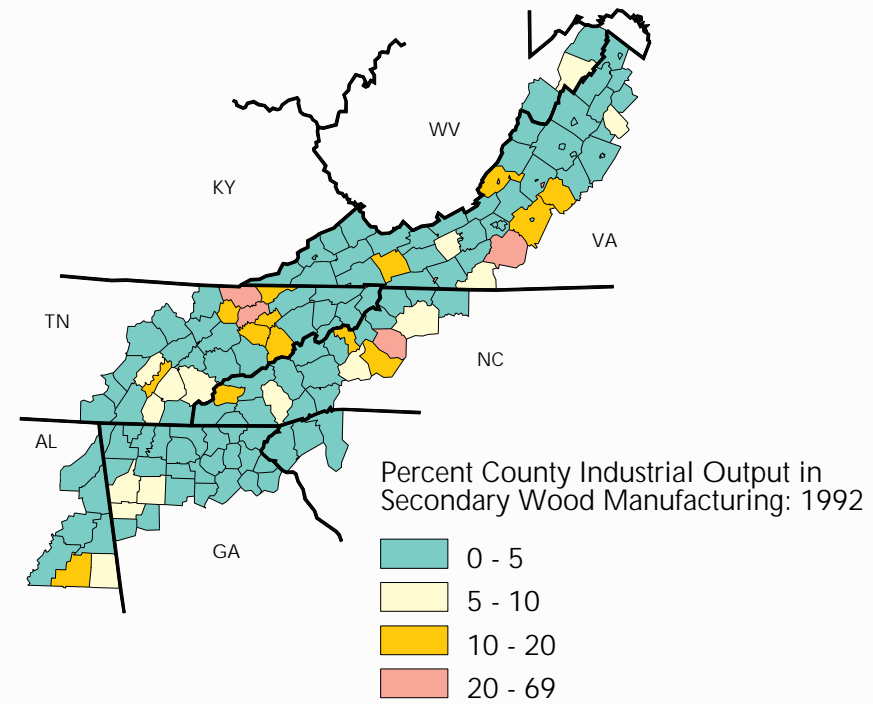 WV
KY
VA
TN
NC
AL
Percent County Industrial Output in
Secondary Wood Manufacturing: 1992
GA
0 - 5
5 - 10
10 - 20
20 - 69